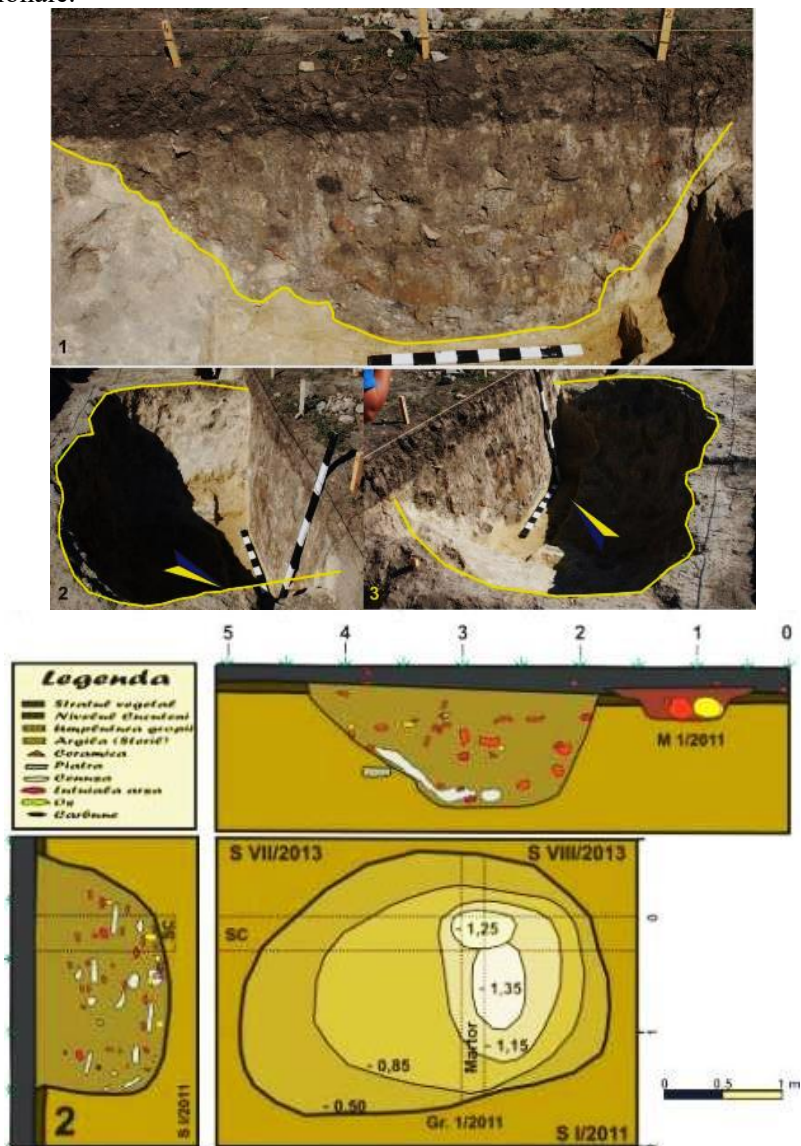 1
2
3
5 4 3 2 1 0
Legenda
Stratul vegetal
Nivelul Cucuteni
Umplutura gropii
Argila (Steril)
Ceramica
Piatra
Cenusa
Lutuiala arsa
Os
Carbune
M 1/2011
S VII/2013 S VIII/2013
SC
SC
0
- 1,25
- 1,35
Martor
- 1,15
1
- 0,85
- 0.50
Gr. 1/2011
S I/2011
2
S I/2011
0 0,5 1 m